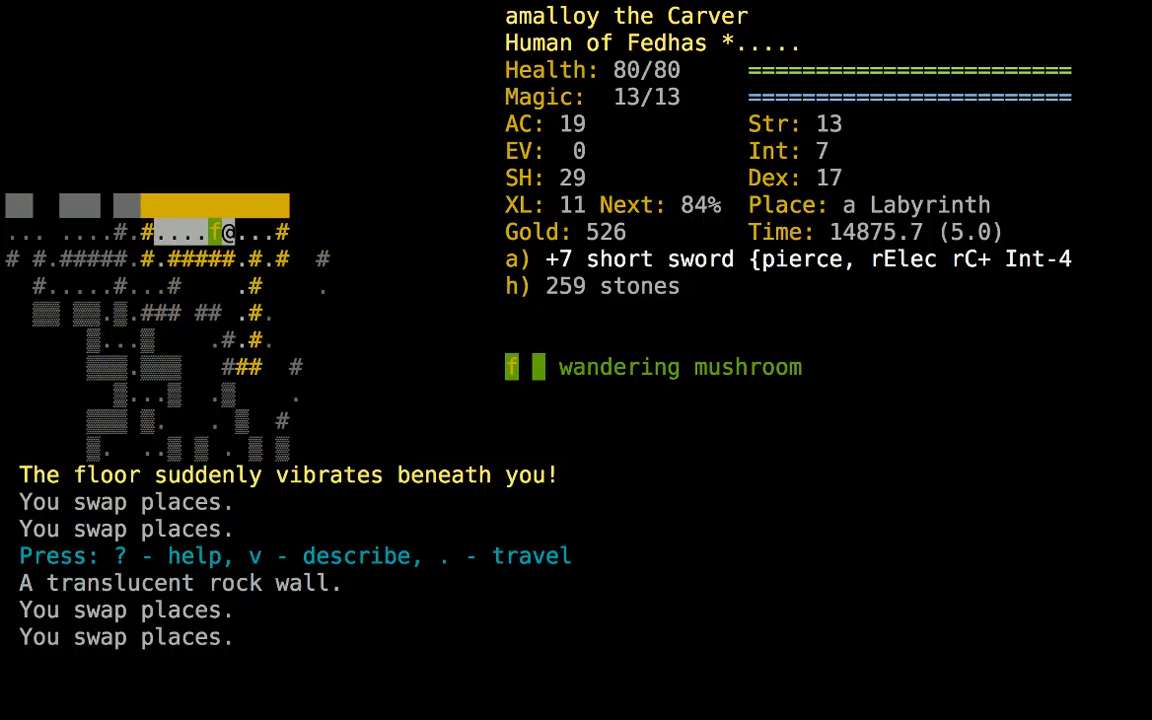 amalloy the Carver
Human of Fedhas *.....
Health: 80/80 ========================
Magic: 13/13 ========================
AC: 19 Str: 13
EV: 0 Int: 7
SH: 29 Dex: 17
XL: 11 Next: 84% Place: a Labyrinth
Gold: 526 Time: 14875.7 (5.0)
a) +7 short sword {pierce, rElec rC+ Int-4
h) 259 stones
f wandering mushroom
... ....#.#....f@...#
# #.#####.#.#####.#.# #
#.....#...# .# .
.### ## .#.
... .#.#.
. ### #
... . .
. . #
. .. .
The floor suddenly vibrates beneath you!
You swap places.
You swap places.
Press: ? - help, v - describe, . - travel
A translucent rock wall.
You swap places.
You swap places.